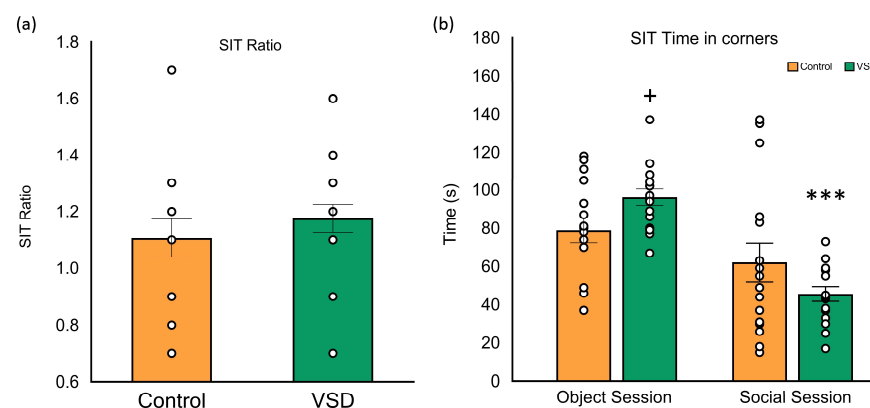 (a)
SIT Ratio
SIT Ratio
1.8
1.6
1.4
1.2
1.0
0.8
0.6
Control
VSD
(b)
SIT Time in corners
Control
VS
Time (s)
180
160
140
120
100
80
60
40
20
0
+
***
Object Session
Social Session